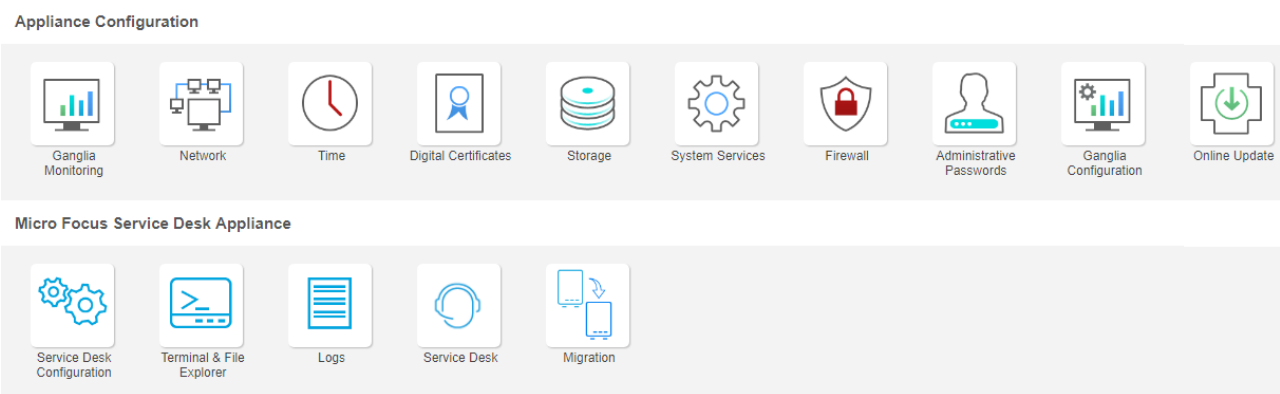 Appliance Configuration
Ganglia Monitoring
Network
Time
Digital Certificates
Storage
System Services
Firewall
Administrative Passwords
Ganglia Configuration
Online Update
Micro Focus Service Desk Appliance
Service Desk Configuration
Terminal & File Explorer
Logs
Service Desk
Migration